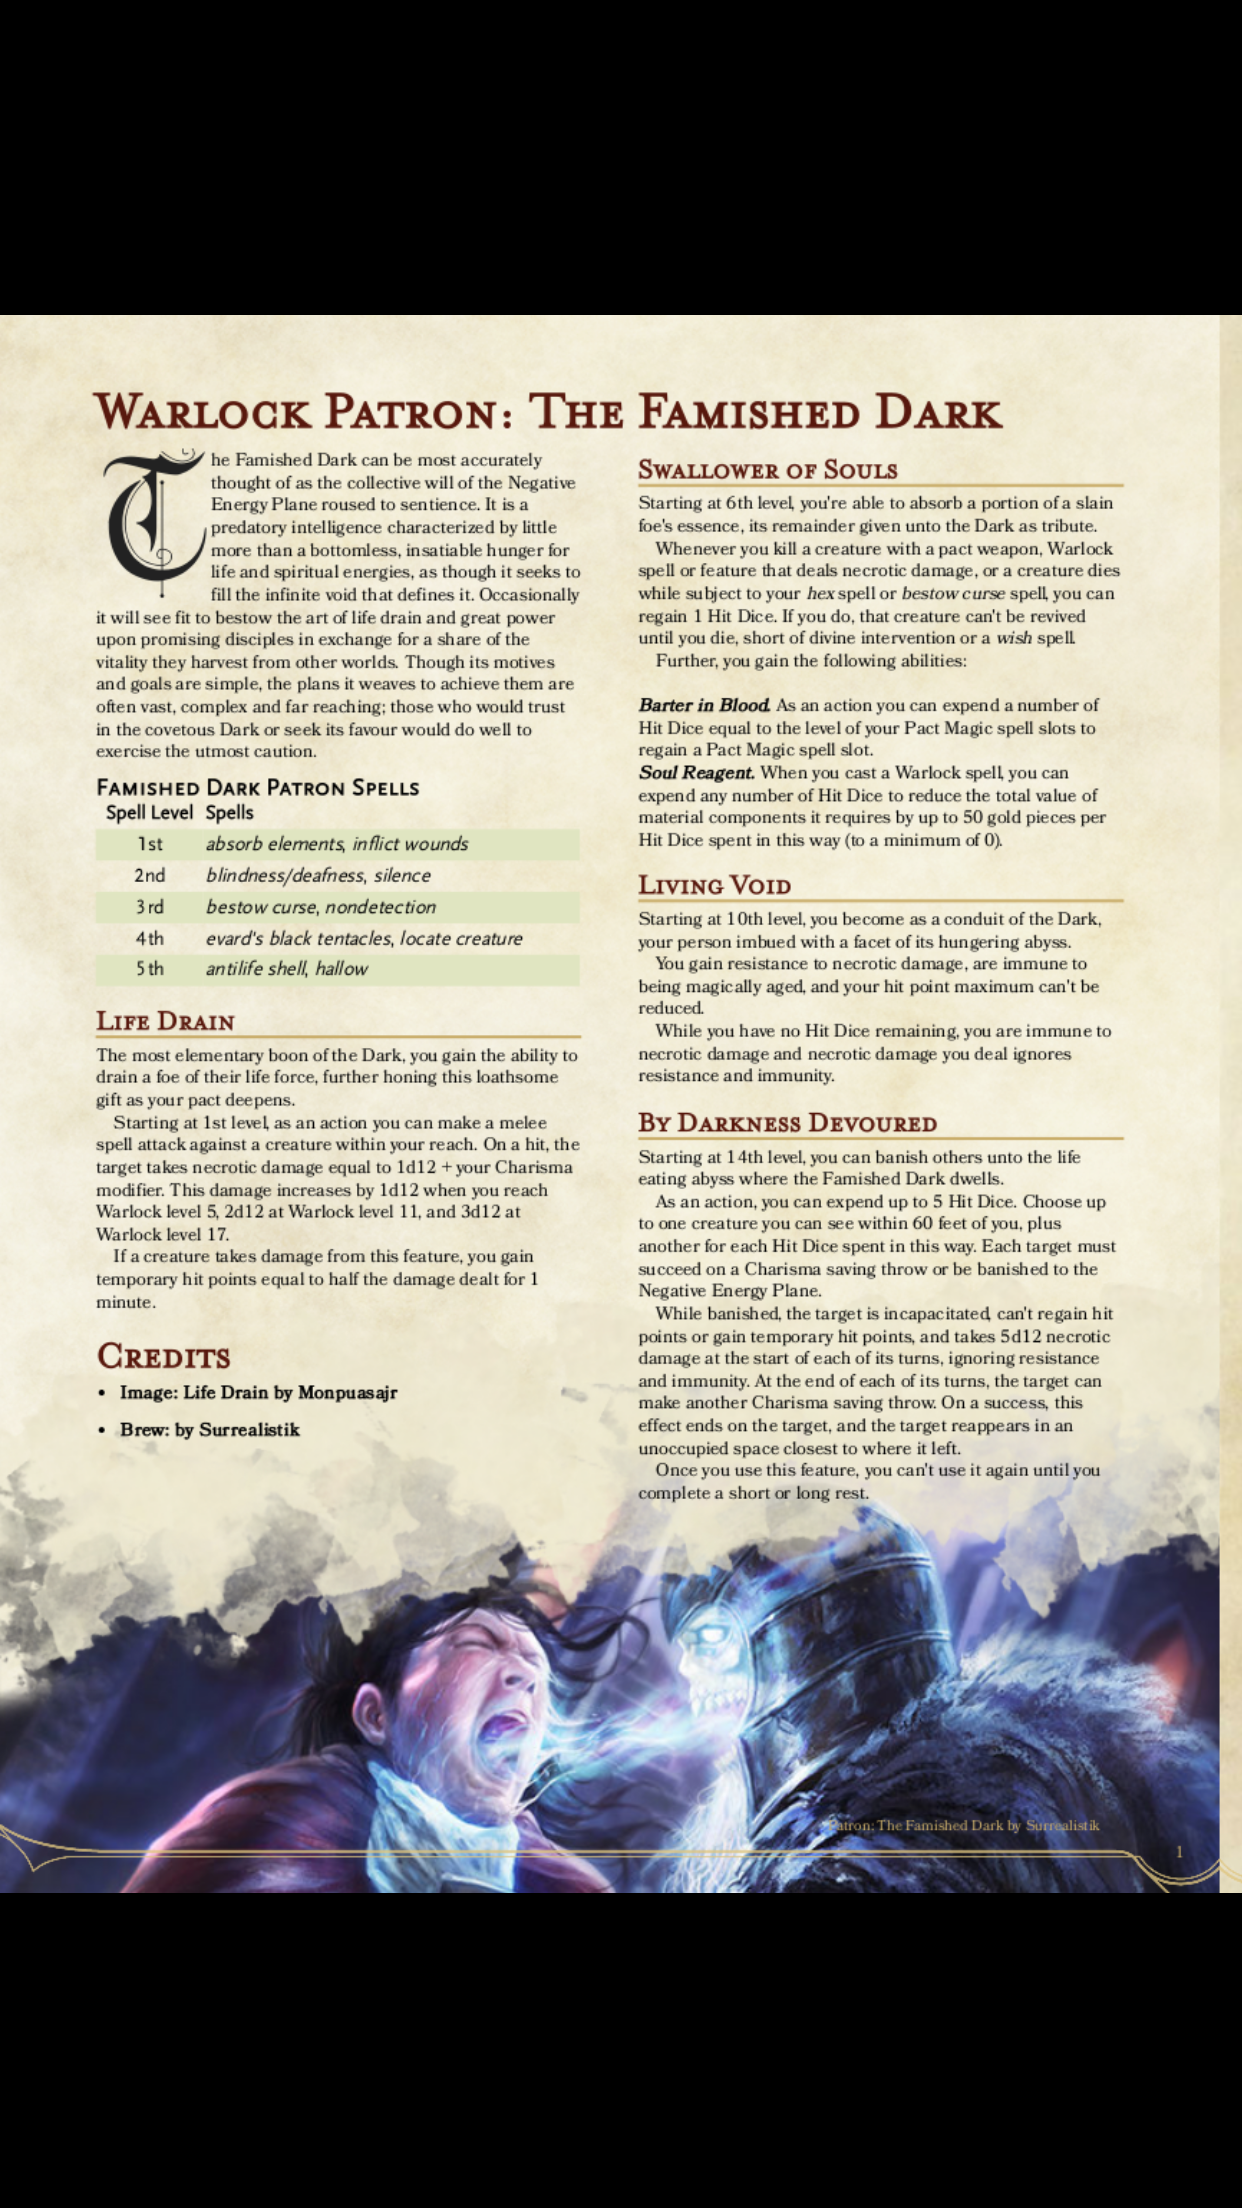 Warlock Patron: The Famished Dark
The Famished Dark can be most accurately
thought of as the collective will of the Negative
Energy Plane roused to sentience. It is a
predatory intelligence characterized by little
more than a bottomless, insatiable hunger for
life and spiritual energies, as though it seeks to
fill the infinite void that defines it. Occasionally
it will see fit to bestow the art of life drain and great power
upon promising disciples in exchange for a share of the
vitality they harvest from other worlds. Though its motives
and goals are simple, the plans it weaves to achieve them are
often vast, complex and far reaching; those who would trust
in the covetous Dark or seek its favour would do well to
exercise the utmost caution.
Famished Dark Patron Spells
Spell Level Spells
1st absorb elements, inflict wounds
2nd blindness/deafness, silence
3rd bestow curse, nondetection
4th evard's black tentacles, locate creature
5th antilife shell, hallow
Life Drain
The most elementary boon of the Dark, you gain the ability to
drain a foe of their life force, further honing this loathsome
gift as your pact deepens.
Starting at 1st level, as an action you can make a melee
spell attack against a creature within your reach. On a hit, the
target takes necrotic damage equal to 1d12 + your Charisma
modifier. This damage increases by 1d12 when you reach
Warlock level 5, 2d12 at Warlock level 11, and 3d12 at
Warlock level 17.
If a creature takes damage from this feature, you gain
temporary hit points equal to half the damage dealt for 1
minute.
Credits
• Image: Life Drain by Monpuasajr
• Brew: by Surrealistik
Swallower of Souls
Starting at 6th level, you're able to absorb a portion of a slain
foe's essence, its remainder given unto the Dark as tribute.
Whenever you kill a creature with a pact weapon, Warlock
spell or feature that deals necrotic damage, or a creature dies
while subject to your hex spell or bestow curse spell, you can
regain 1 Hit Dice. If you do, that creature can't be revived
until you die, short of divine intervention or a wish spell.
Further, you gain the following abilities:
Barter in Blood. As an action you can expend a number of
Hit Dice equal to the level of your Pact Magic spell slots to
regain a Pact Magic spell slot.
Soul Reagent. When you cast a Warlock spell, you can
expend any number of Hit Dice to reduce the total value of
material components it requires by up to 50 gold pieces per
Hit Dice spent in this way (to a minimum of 0).
Living Void
Starting at 10th level, you become as a conduit of the Dark,
your person imbued with a facet of its hungering abyss.
You gain resistance to necrotic damage, are immune to
being magically aged, and your hit point maximum can't be
reduced.
While you have no Hit Dice remaining, you are immune to
necrotic damage and necrotic damage you deal ignores
resistance and immunity.
By Darkness Devoured
Starting at 14th level, you can banish others unto the life
eating abyss where the Famished Dark dwells.
As an action, you can expend up to 5 Hit Dice. Choose up
to one creature you can see within 60 feet of you, plus
another for each Hit Dice spent in this way. Each target must
succeed on a Charisma saving throw or be banished to the
Negative Energy Plane.
While banished, the target is incapacitated, can't regain hit
points or gain temporary hit points, and takes 5d12 necrotic
damage at the start of each of its turns, ignoring resistance
and immunity. At the end of each of its turns, the target can
make another Charisma saving throw. On a success, this
effect ends on the target, and the target reappears in an
unoccupied space closest to where it left.
Once you use this feature, you can't use it again until you
complete a short or long rest.
Patron: The Famished Dark by Surrealistik
1